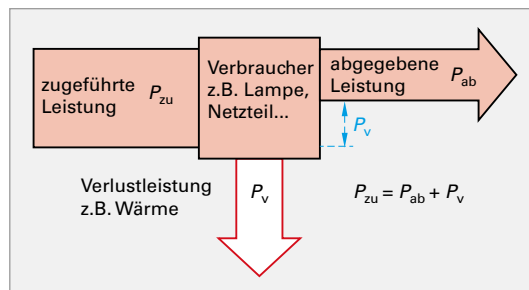 zugeführte
Leistung P_zu
Verbraucher
z.B. Lampe,
Netzteil...
abgegebene
Leistung P_ab
P_v
Verlustleistung
z.B. Wärme
P_v
P_zu = P_ab + P_v